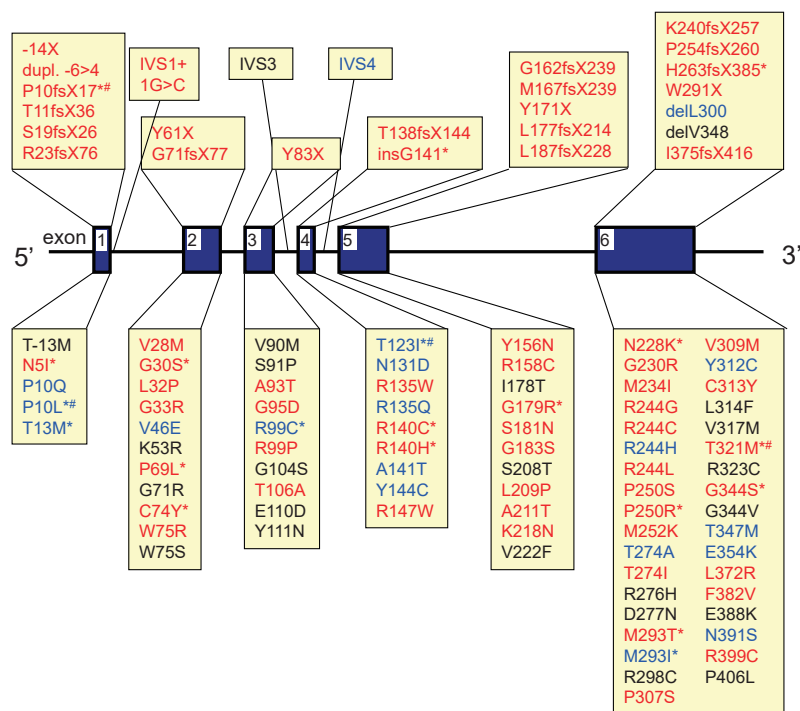 -14X
dupl. -6>4
P10fsX17*#
T11fsX36
S19fsX26
R23fsX76
IVS1+
1G>C
Y61X
G71fsX77
IVS3
Y83X
IVS4
T138fsX144
insG141*
G162fsX239
M167fsX239
Y171X
L177fsX214
L187fsX228
K240fsX257
P254fsX260
H263fsX385*
W291X
delL300
delV348
I375fsX416
5’ exon 1 2 3 4 5 6 3’
T-13M
N5I*
P10Q
P10L*#
T13M*
V28M
G30S*
L32P
G33R
V46E
K53R
P69L*
G71R
C74Y*
W75R
W75S
V90M
S91P
A93T
G95D
R99C*
R99P
G104S
T106A
E110D
Y111N
T123I*#
N131D
R135W
R135Q
R140C*
R140H*
A141T
Y144C
R147W
Y156N
R158C
I178T
G179R*
S181N
G183S
S208T
L209P
A211T
K218N
V222F
N228K*
G230R
M234I
R244G
R244C
R244H
R244L
P250S
P250R*
M252K
T274A
T274I
R276H
D277N
M293T*
M293I*
R298C
P307S
V309M
Y312C
C313Y
L314F
V317M
T321M*#
R323C
G344S*
G344V
T347M
E354K
L372R
F382V
E388K
N391S
R399C
P406L